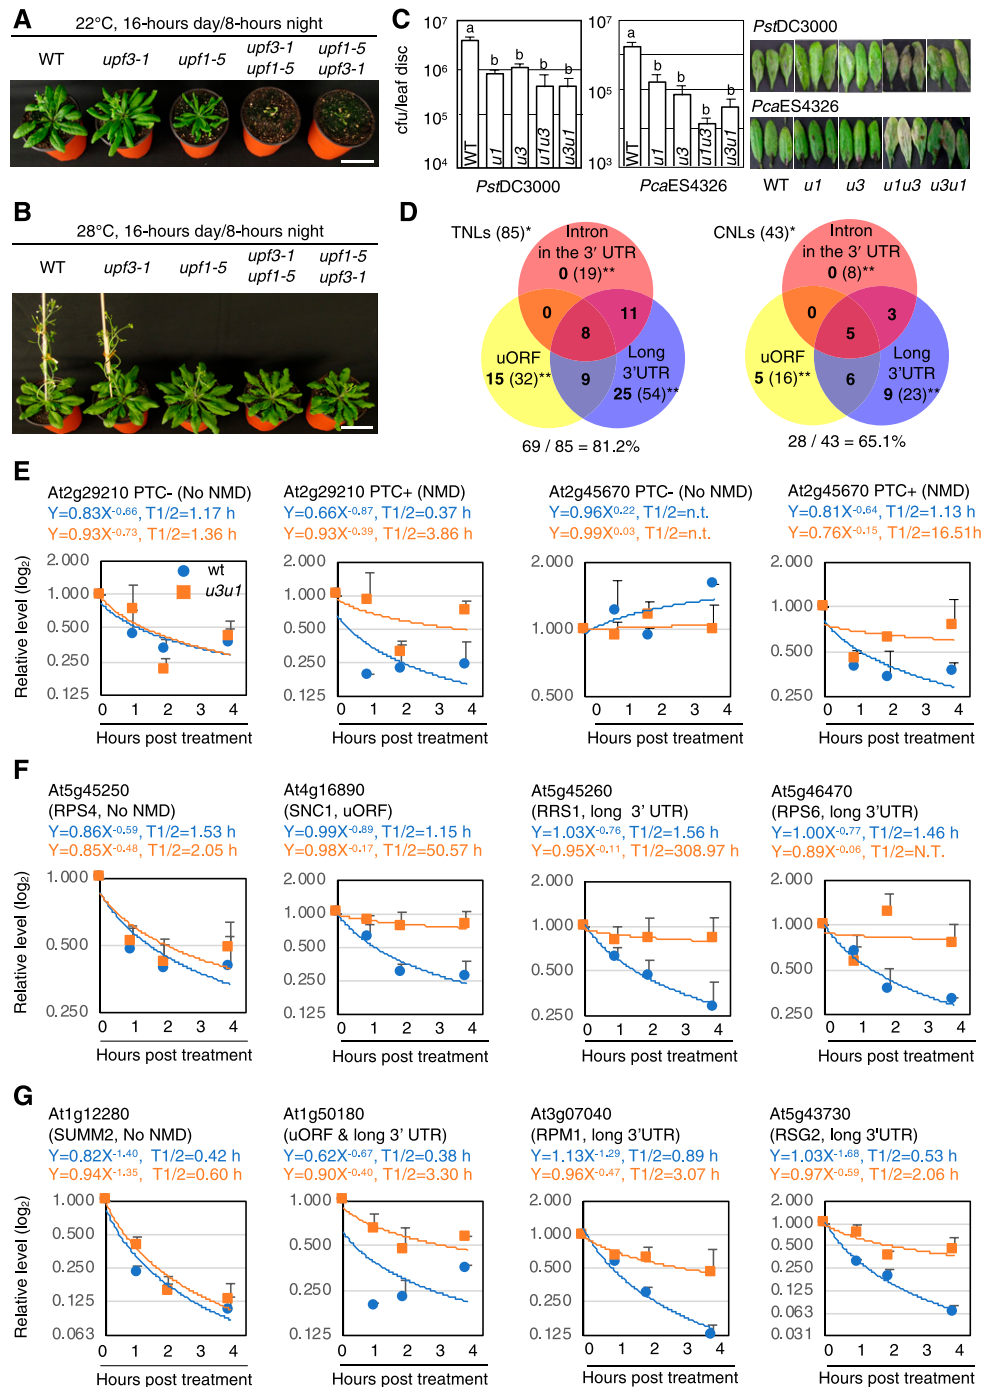 A
22°C, 16-hours day/8-hours night
WT upf3-1 upf1-5 upf3-1 upf1-5 upf1-5 upf3-1
B
28°C, 16-hours day/8-hours night
WT upf3-1 upf1-5 upf3-1 upf1-5 upf1-5 upf3-1
C
cfu/leaf disc
10⁷
10⁶
10⁵
10⁴
a b b b b
WT u1 u3 u1u3 u3u1
PstDC3000
10⁷
10⁵
10³
a b b b b
WT u1 u3 u1u3 u3u1
PcaES4326
PstDC3000
PcaES4326
WT u1 u3 u1u3 u3u1
D
TNLs (85)*
Intron
in the 3′ UTR
0 (19)**
0
11
8
uORF
15 (32)**
9
Long
3'UTR
25 (54)**
69 / 85 = 81.2%
CNLs (43)*
Intron
in the 3′ UTR
0 (8)**
0
3
5
uORF
5 (16)**
6
Long
3'UTR
9 (23)**
28 / 43 = 65.1%
E
At2g29210 PTC- (No NMD)
Y=0.83X⁻⁰·⁶⁶, T1/2=1.17 h
Y=0.93X⁻⁰·⁷³, T1/2=1.36 h
Relative level (log₂)
2.000
1.000
0.500
0.250
0.125
wt
u3u1
0 1 2 3 4
Hours post treatment
At2g29210 PTC+ (NMD)
Y=0.66X⁻⁰·⁸⁷, T1/2=0.37 h
Y=0.93X⁻⁰·³⁹, T1/2=3.86 h
2.000
1.000
0.500
0.250
0.125
0 1 2 3 4
Hours post treatment
At2g45670 PTC- (No NMD)
Y=0.96X⁰·²², T1/2=n.t.
Y=0.99X⁰·⁰³, T1/2=n.t.
2.000
1.000
0.500
0 1 2 3 4
Hours post treatment
At2g45670 PTC+ (NMD)
Y=0.81X⁻⁰·⁶⁴, T1/2=1.13 h
Y=0.76X⁻⁰·¹⁵, T1/2=16.51h
2.000
1.000
0.500
0.250
0 1 2 3 4
Hours post treatment
F
At5g45250
(RPS4, No NMD)
Y=0.86X⁻⁰·⁵⁹, T1/2=1.53 h
Y=0.85X⁻⁰·⁴⁸, T1/2=2.05 h
Relative level (log₂)
1.000
0.500
0.250
0 1 2 3 4
Hours post treatment
At4g16890
(SNC1, uORF)
Y=0.99X⁻⁰·⁸⁹, T1/2=1.15 h
Y=0.98X⁻⁰·¹⁷, T1/2=50.57 h
2.000
1.000
0.500
0.250
0.125
0 1 2 3 4
Hours post treatment
At5g45260
(RRS1, long 3′ UTR)
Y=1.03X⁻⁰·⁷⁶, T1/2=1.56 h
Y=0.95X⁻⁰·¹¹, T1/2=308.97 h
2.000
1.000
0.500
0.250
0 1 2 3 4
Hours post treatment
At5g46470
(RPS6, long 3'UTR)
Y=1.00X⁻⁰·⁷⁷, T1/2=1.46 h
Y=0.89X⁻⁰·⁰⁶, T1/2=N.T.
2.000
1.000
0.500
0.250
0 1 2 3 4
Hours post treatment
G
At1g12280
(SUMM2, No NMD)
Y=0.82X⁻¹·⁴⁰, T1/2=0.42 h
Y=0.94X⁻¹·³⁵, T1/2=0.60 h
Relative level (log₂)
1.000
0.500
0.250
0.125
0.063
0 1 2 3 4
Hours post treatment
At1g50180
(uORF & long 3′ UTR)
Y=0.62X⁻⁰·⁶⁷, T1/2=0.38 h
Y=0.90X⁻⁰·⁴⁰, T1/2=3.30 h
1.000
0.500
0.250
0.125
0 1 2 3 4
Hours post treatment
At3g07040
(RPM1, long 3'UTR)
Y=1.13X⁻¹·²⁹, T1/2=0.89 h
Y=0.96X⁻⁰·⁴⁷, T1/2=3.07 h
2.000
1.000
0.500
0.250
0.125
0 1 2 3 4
Hours post treatment
At5g43730
(RSG2, long 3'UTR)
Y=1.03X⁻¹·⁶⁸, T1/2=0.53 h
Y=0.97X⁻⁰·⁵⁹, T1/2=2.06 h
2.000
1.000
0.500
0.250
0.125
0.063
0.031
0 1 2 3 4
Hours post treatment